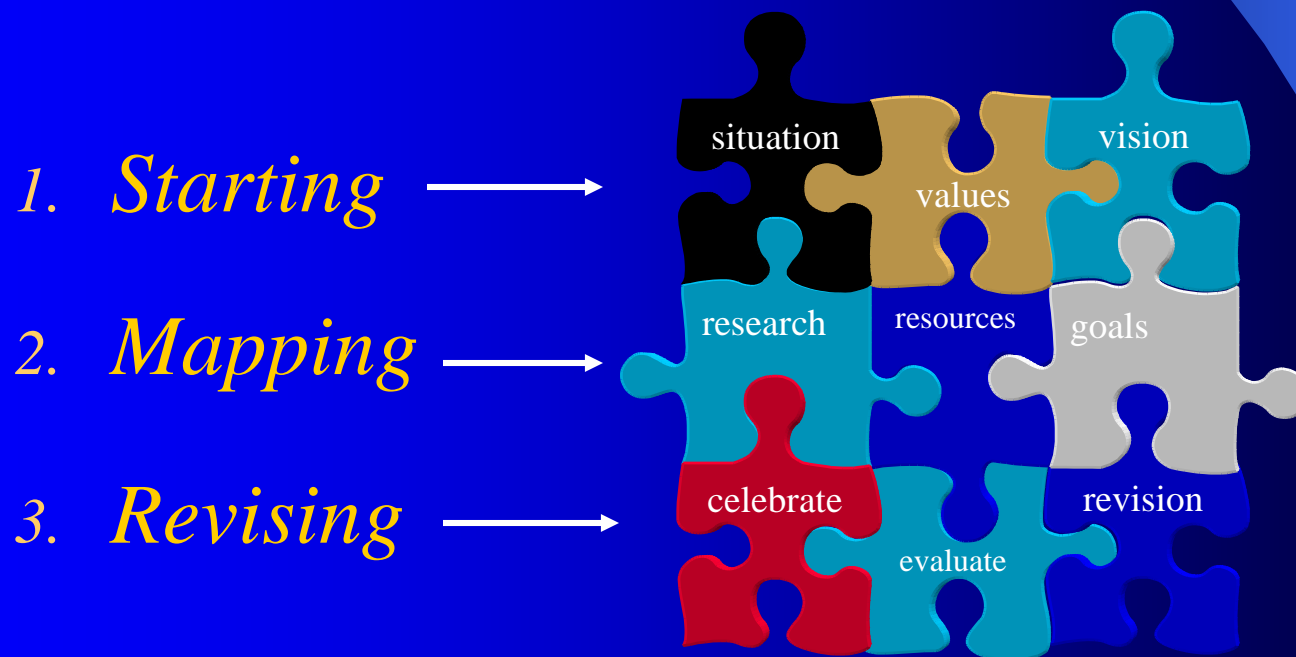 1. Starting
situation
values
vision
2. Mapping
research
resources
goals
3. Revising
celebrate
evaluate
revision